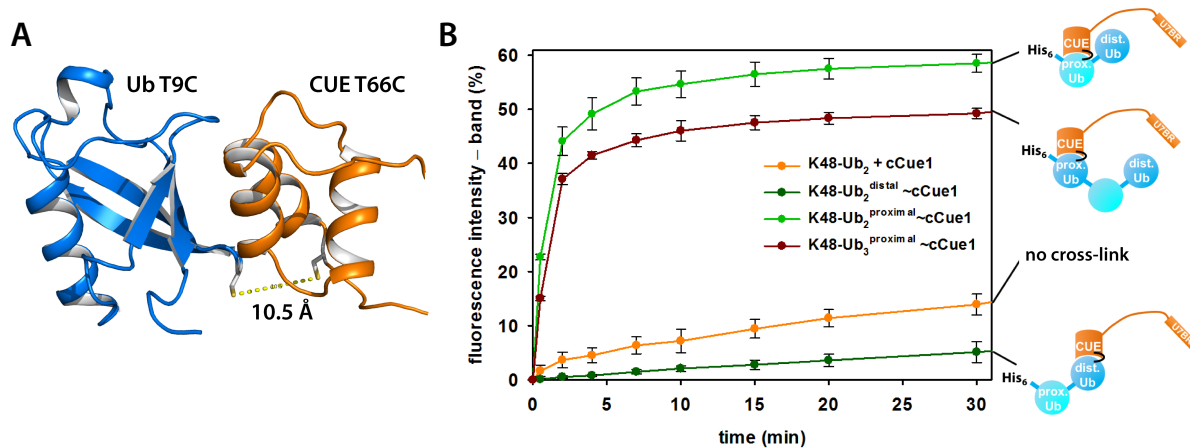 A
Ub T9C
CUE T66C
10.5 Å
B
fluorescence intensity – band (%)
60
50
40
30
20
10
0
0
5
10
15
20
25
30
time (min)
K48-Ub₂ + cCue1
K48-Ub₂ᵈⁱˢᵗᵃˡ ~cCue1
K48-Ub₂ᵖʳᵒˣⁱᵐᵃˡ~cCue1
K48-Ub₃ᵖʳᵒˣⁱᵐᵃˡ~cCue1
His₆
CUE
dist.
Ub
prox.
Ub
U7BR
His₆
CUE
prox.
Ub
dist.
Ub
U7BR
no cross-link
His₆
CUE
dist.
Ub
prox.
Ub
U7BR